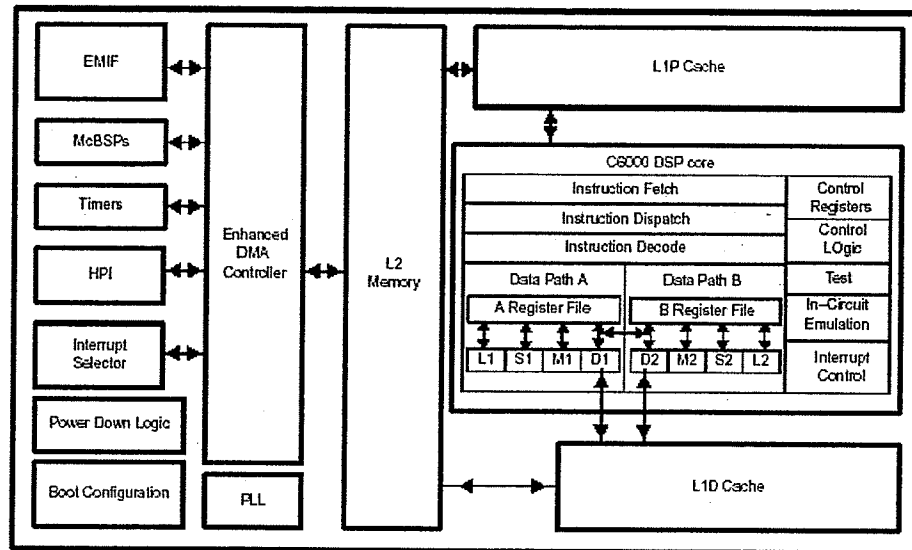 EMIF
McBSPs
Timers
HPI
Interrupt
Selector
Power Down Logic
Boot Configuration
Enhanced
DMA
Controller
PLL
L2
Memory
L1P Cache
C6000 DSP core
Instruction Fetch
Instruction Dispatch
Instruction Decode
Data Path A
Data Path B
A Register File
B Register File
L1 S1 M1 D1
D2 M2 S2 L2
Control
Registers
Control
LOgic
Test
In-Circuit
Emulation
Interrupt
Control
L1D Cache